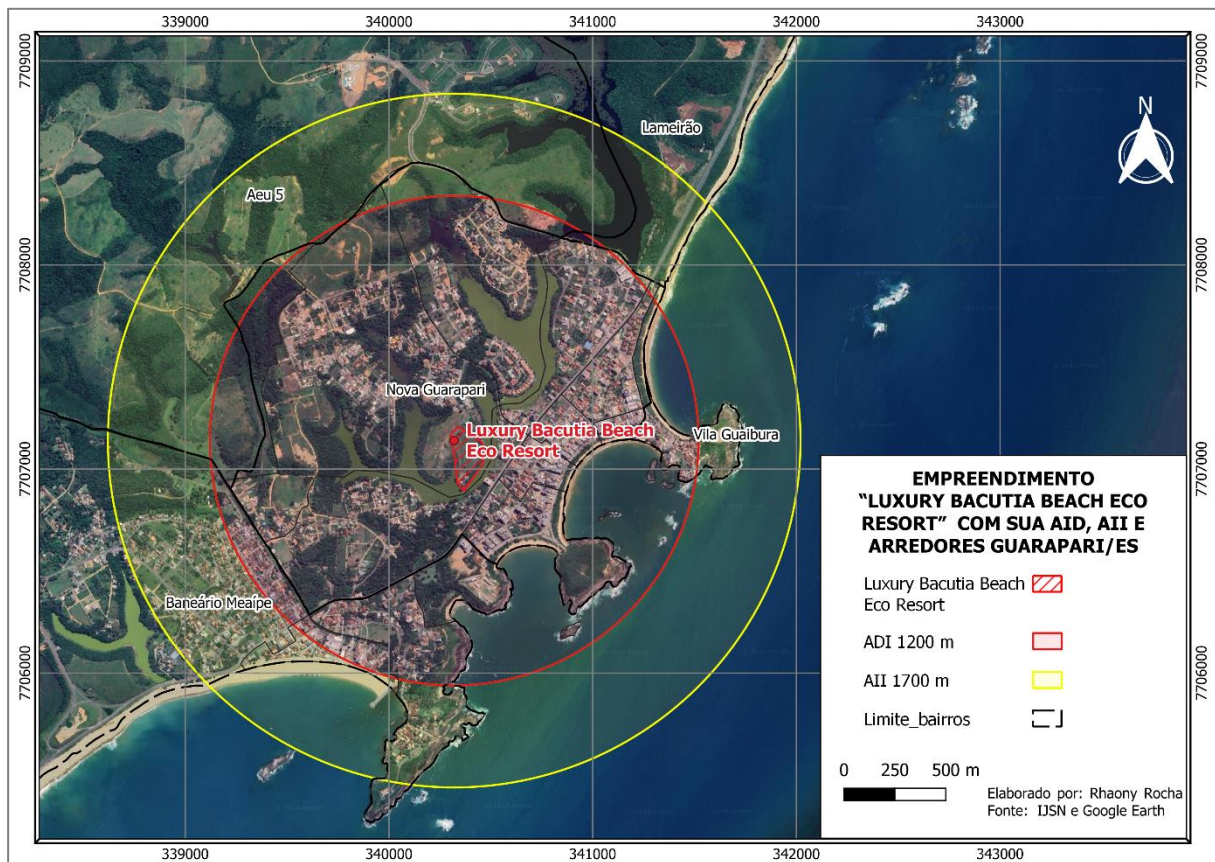 339000 340000 341000 342000 343000
7709000 7709000
N
Lameirão
Aeu 5
7708000 7708000
Nova Guarapari
Luxury Bacutia Beach
Eco Resort
Vila Guaibura
7707000 7707000
EMPREENDIMENTO
“LUXURY BACUTIA BEACH ECO
RESORT” COM SUA AID, AII E
ARREDORES GUARAPARI/ES
Luxury Bacutia Beach
Eco Resort
Baneário Meaípe
ADI 1200 m
7706000 7706000
AII 1700 m
Limite_bairros
0 250 500 m
Elaborado por: Rhaony Rocha
Fonte: IJSN e Google Earth
339000 340000 341000 342000 343000